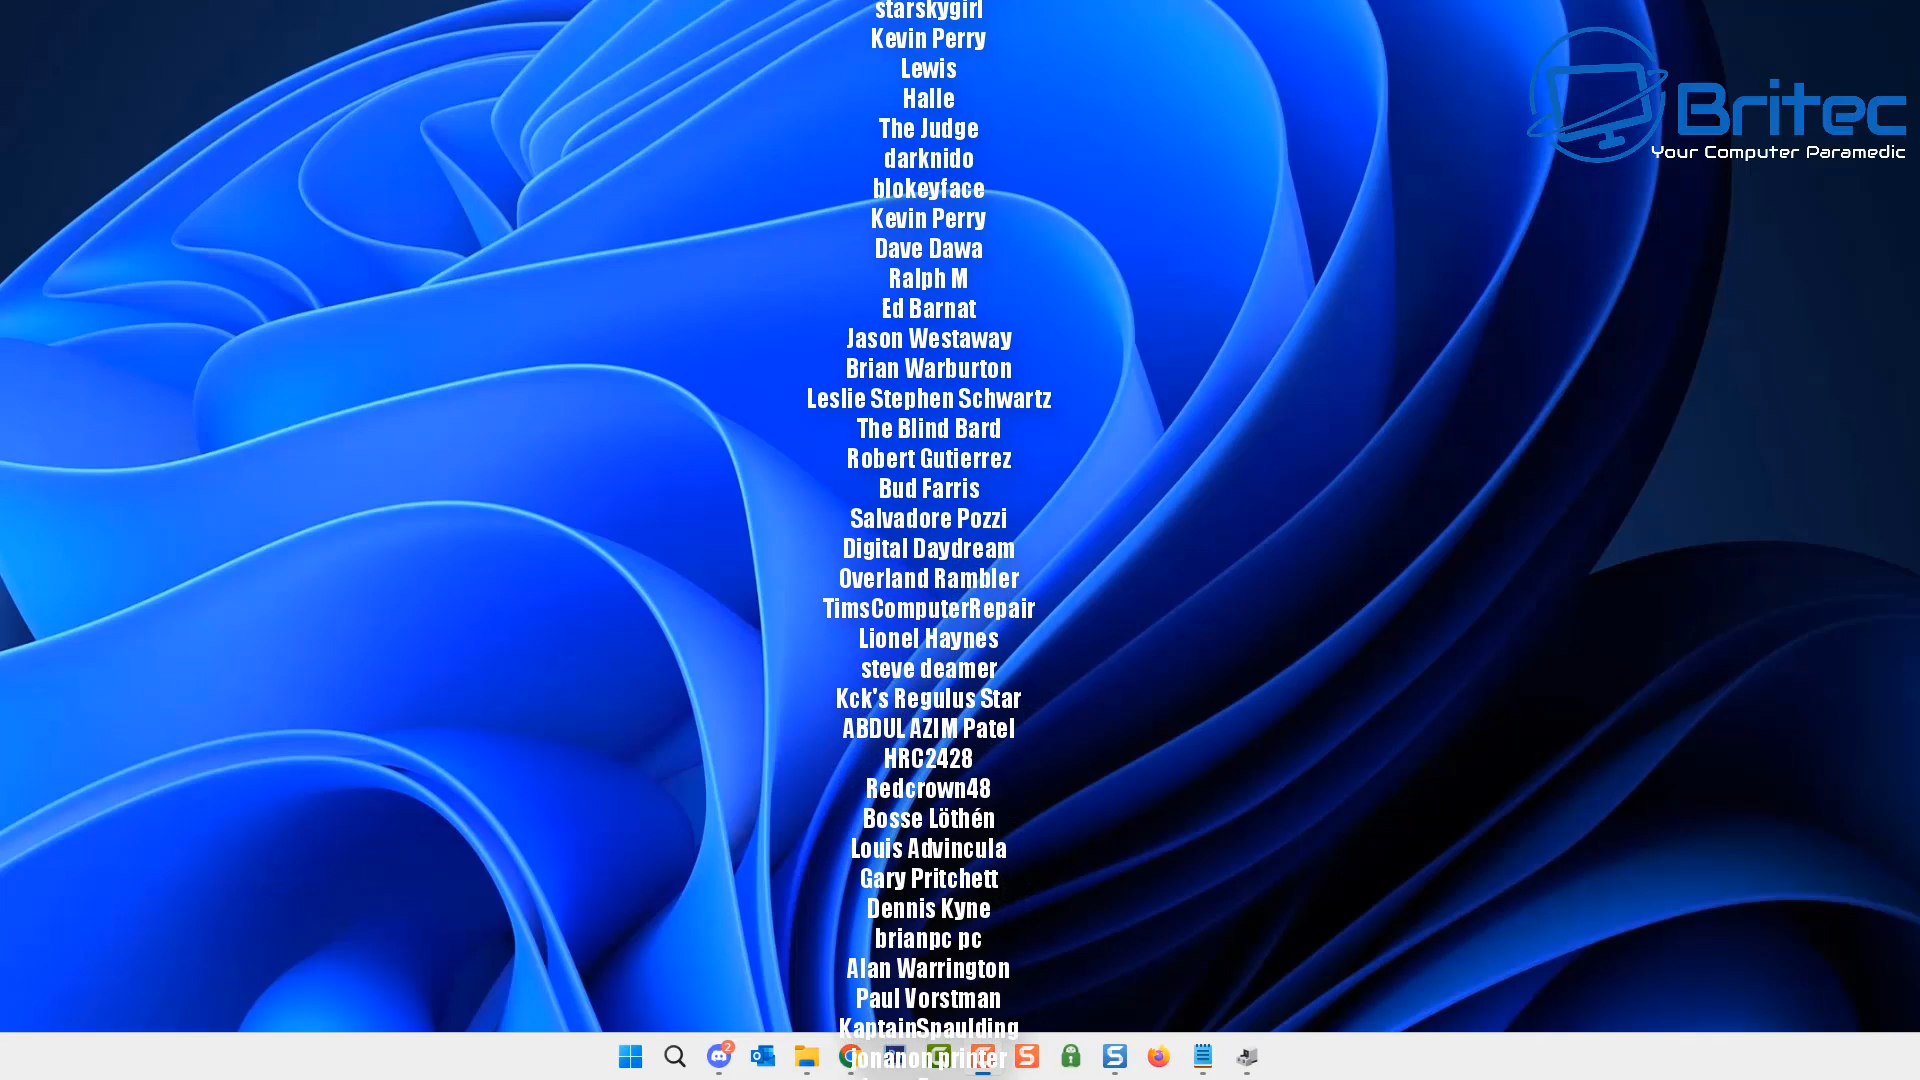 starskygirl
Kevin Perry
Lewis
Halle
The Judge
darknido
blokeyface
Kevin Perry
Dave Dawa
Ralph M
Ed Barnat
Jason Westaway
Brian Warburton
Leslie Stephen Schwartz
The Blind Bard
Robert Gutierrez
Bud Farris
Salvadore Pozzi
Digital Daydream
Overland Rambler
TimsComputerRepair
Lionel Haynes
steve deamer
Kck's Regulus Star
ABDUL AZIM Patel
HRC2428
Redcrown48
Bosse Löthén
Louis Advincula
Gary Pritchett
Dennis Kyne
brianpc pc
Alan Warrington
Paul Vorstman
KaptainSpaulding
jonanon printer
Britec
Your Computer Paramedic
2